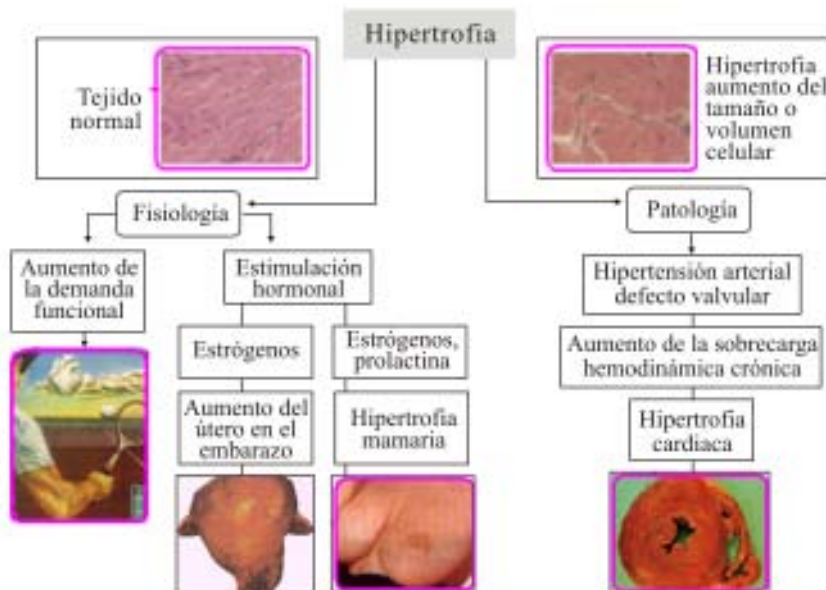 Hipertrofia
Tejido
normal
Hipertrofia
aumento del
tamaño o
volumen
celular
Fisiología
Patología
Aumento de
la demanda
funcional
Estimulación
hormonal
Hipertensión arterial
defecto valvular
Estrógenos
Estrógenos,
prolactina
Aumento de la sobrecarga
hemodinámica crónica
Aumento del
útero en el
embarazo
Hipertrofia
mamaria
Hipertrofia
cardiaca